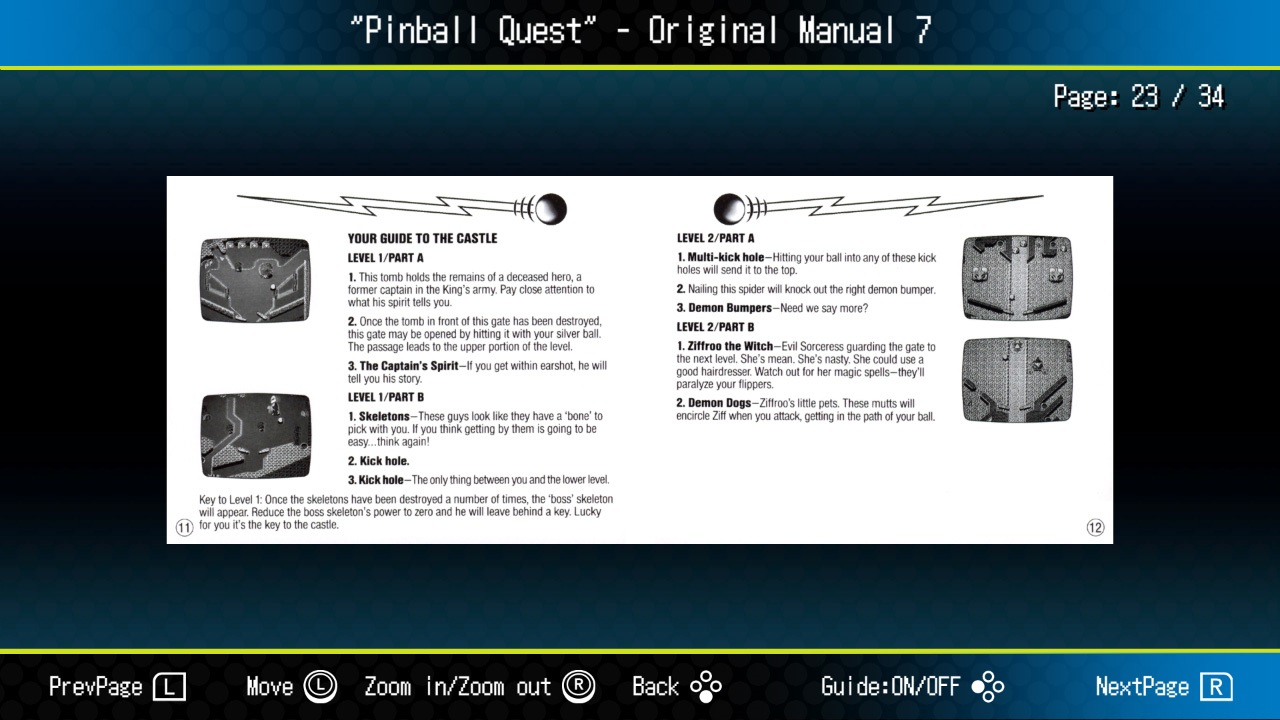 "Pinball Quest" - Original Manual 7
Page: 23 / 34
YOUR GUIDE TO THE CASTLE
LEVEL 1/PART A
1. This tomb holds the remains of a deceased hero, a
former captain in the King's army. Pay close attention to
what his spirit tells you.
2. Once the tomb in front of this gate has been destroyed,
this gate may be opened by hitting it with your silver ball.
The passage leads to the upper portion of the level.
3. The Captain's Spirit–If you get within earshot, he will
tell you his story.
LEVEL 1/PART B
1. Skeletons–These guys look like they have a 'bone' to
pick with you. If you think getting by them is going to be
easy...think again!
2. Kick hole.
3. Kick hole–The only thing between you and the lower level.
Key to Level 1: Once the skeletons have been destroyed a number of times, the 'boss' skeleton
will appear. Reduce the boss skeleton's power to zero and he will leave behind a key. Lucky
for you it's the key to the castle.
11
LEVEL 2/PART A
1. Multi-kick hole–Hitting your ball into any of these kick
holes will send it to the top.
2. Nailing this spider will knock out the right demon bumper.
3. Demon Bumpers–Need we say more?
LEVEL 2/PART B
1. Ziffroo the Witch–Evil Sorceress guarding the gate to
the next level. She's mean. She's nasty. She could use a
good hairdresser. Watch out for her magic spells–they'll
paralyze your flippers.
2. Demon Dogs–Ziffroo's little pets. These mutts will
encircle Ziff when you attack, getting in the path of your ball.
12
PrevPage L
Move L
Zoom in/Zoom out R
Back
Guide:ON/OFF
NextPage R